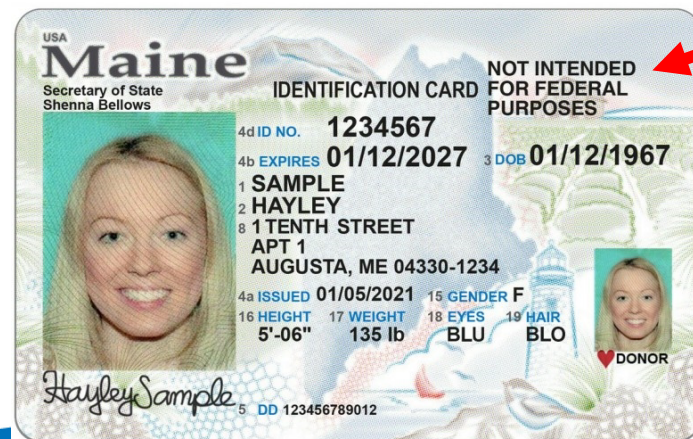 USA
Maine
Secretary of State
Shenna Bellows
IDENTIFICATION CARD
NOT INTENDED
FOR FEDERAL
PURPOSES
4d ID NO. 1234567
4b EXPIRES 01/12/2027 3 DOB 01/12/1967
1 SAMPLE
2 HAYLEY
8 1 TENTH STREET
APT 1
AUGUSTA, ME 04330-1234
4a ISSUED 01/05/2021 15 GENDER F
16 HEIGHT 17 WEIGHT 18 EYES 19 HAIR
5'-06" 135 lb BLU BLO
DONOR
Hayley Sample
5 DD 123456789012